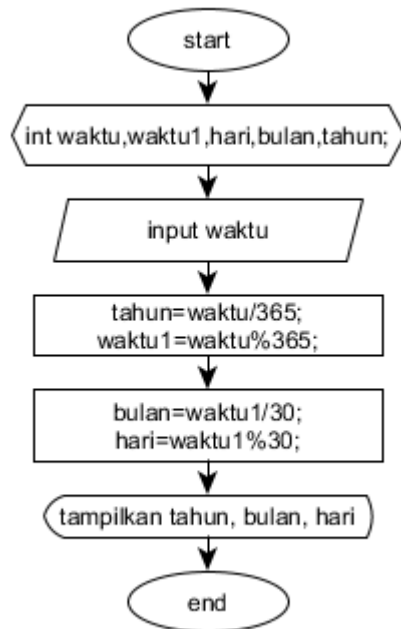 start
int waktu,waktu1,hari,bulan,tahun;
input waktu
tahun=waktu/365;
waktu1=waktu%365;
bulan=waktu1/30;
hari=waktu1%30;
tampilkan tahun, bulan, hari
end